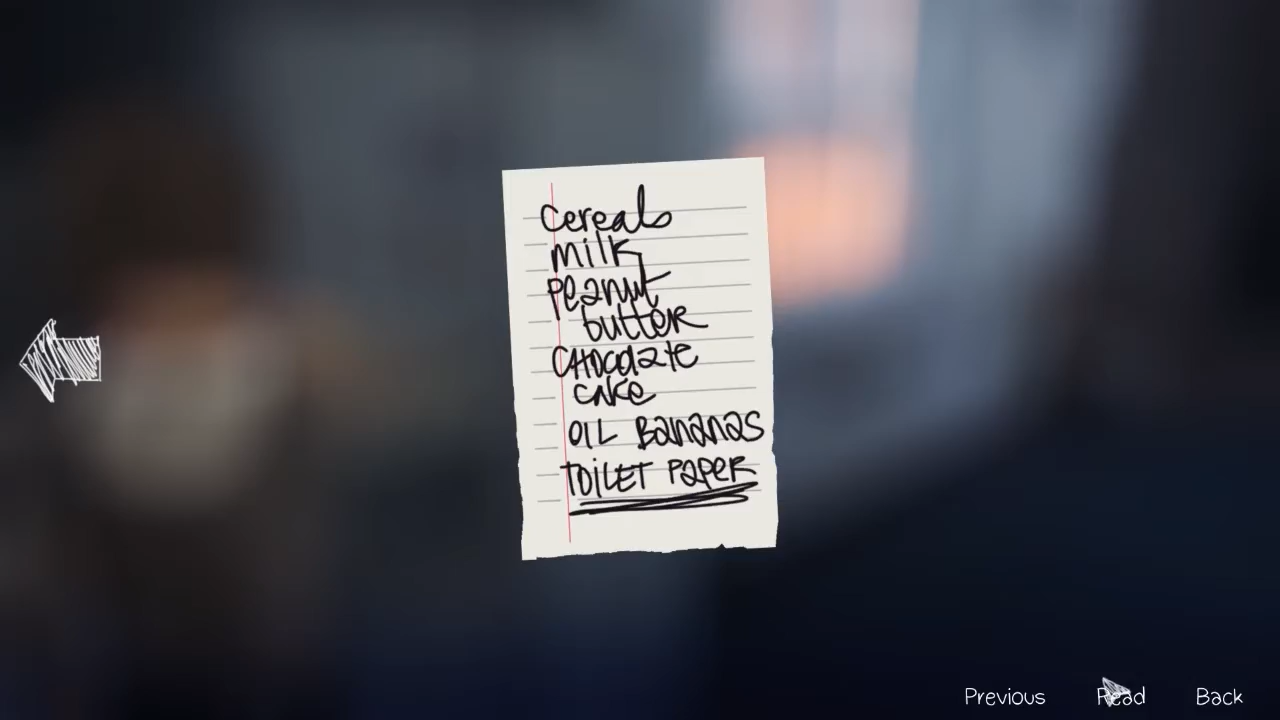 cereals
milk
Peanut
butter
CHocolate
cake
OIL Bananas
TOiLET PaPER
Previous
Read
Back